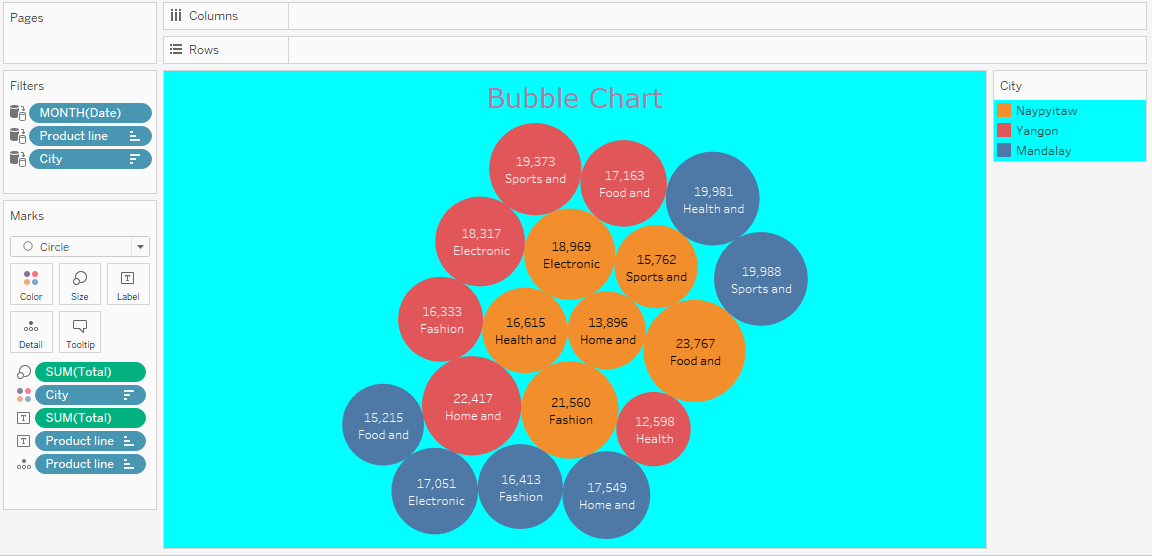 Pages
Columns
Rows
Filters
MONTH(Date)
Product line
City
Marks
Circle
Color
Size
Label
Detail
Tooltip
SUM(Total)
City
SUM(Total)
Product line
Product line
Bubble Chart
19,373
Sports and
17,163
Food and
19,981
Health and
18,317
Electronic
18,969
Electronic
15,762
Sports and
19,988
Sports and
16,333
Fashion
16,615
Health and
13,896
Home and
23,767
Food and
22,417
Home and
21,560
Fashion
15,215
Food and
12,598
Health
17,051
Electronic
16,413
Fashion
17,549
Home and
City
Naypyitaw
Yangon
Mandalay